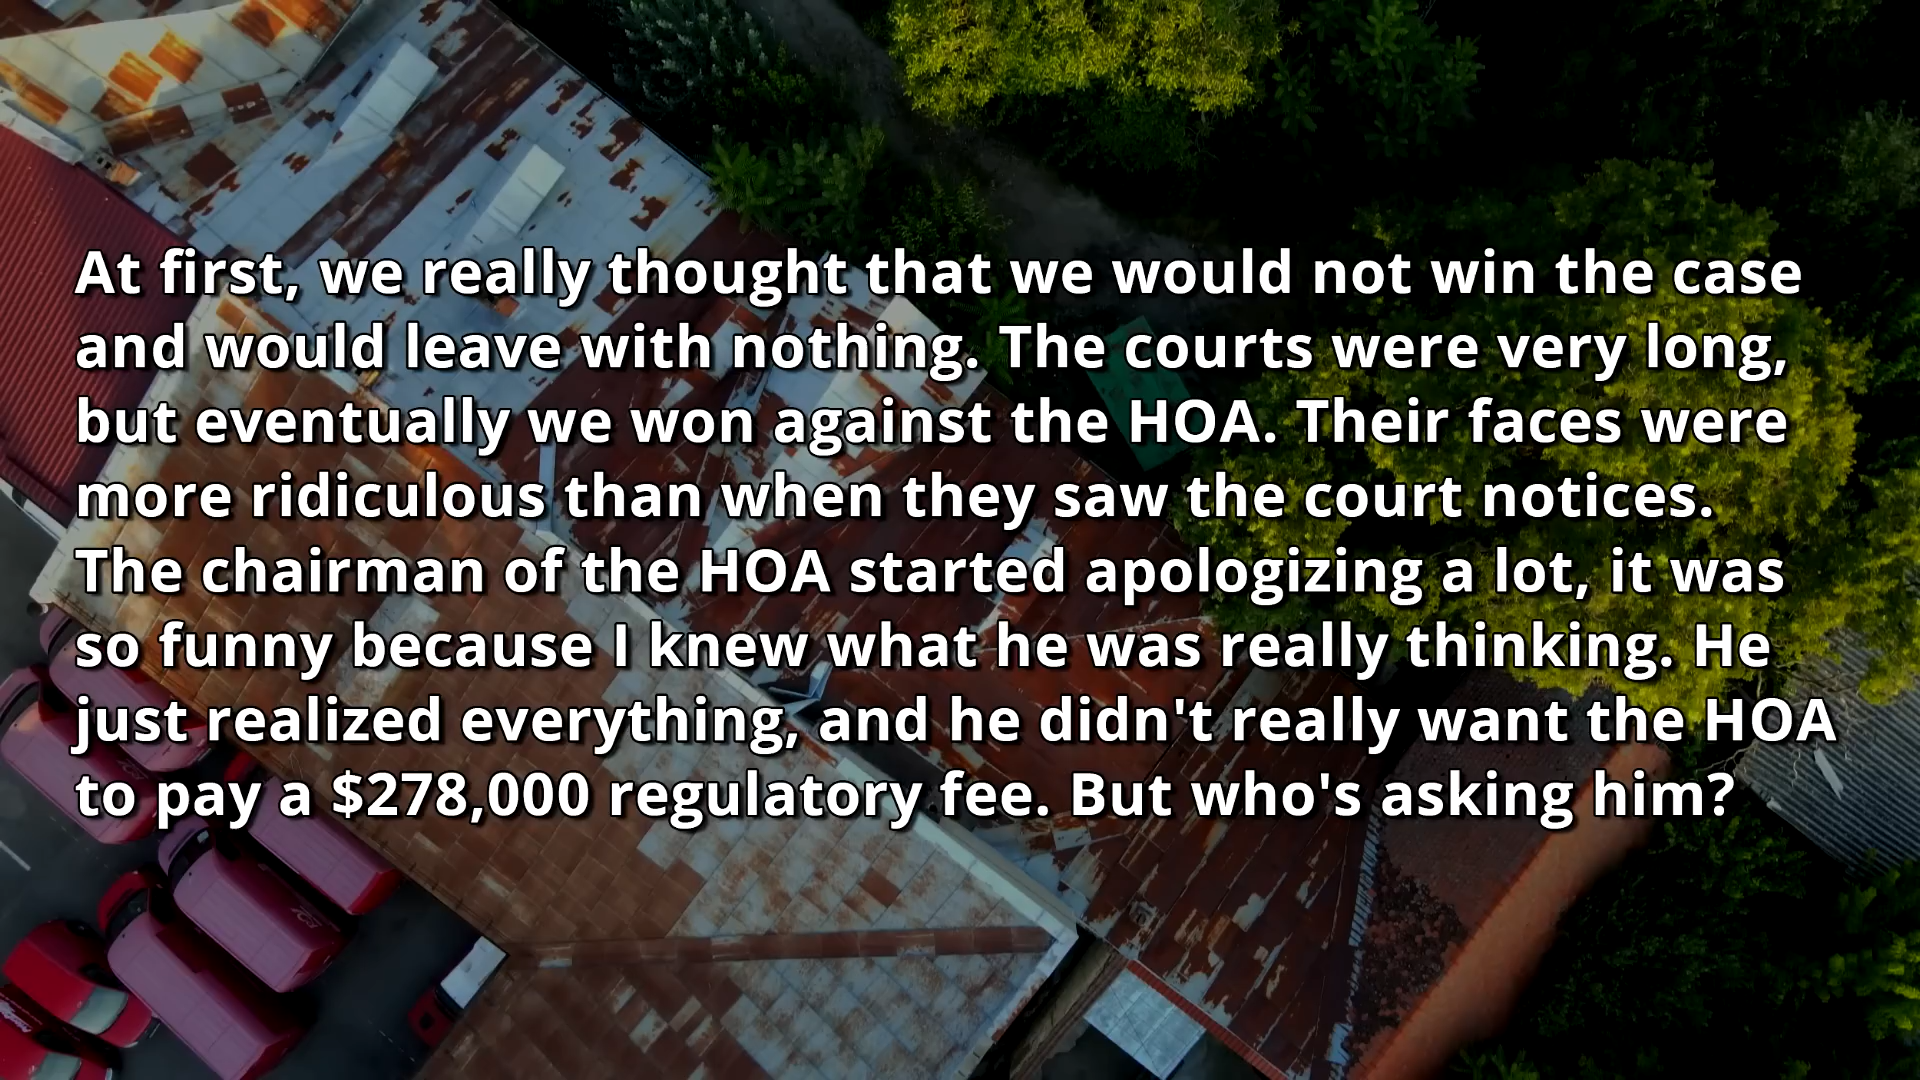 At first, we really thought that we would not win the case
and would leave with nothing. The courts were very long,
but eventually we won against the HOA. Their faces were
more ridiculous than when they saw the court notices.
The chairman of the HOA started apologizing a lot, it was
so funny because I knew what he was really thinking. He
just realized everything, and he didn't really want the HOA
to pay a $278,000 regulatory fee. But who's asking him?